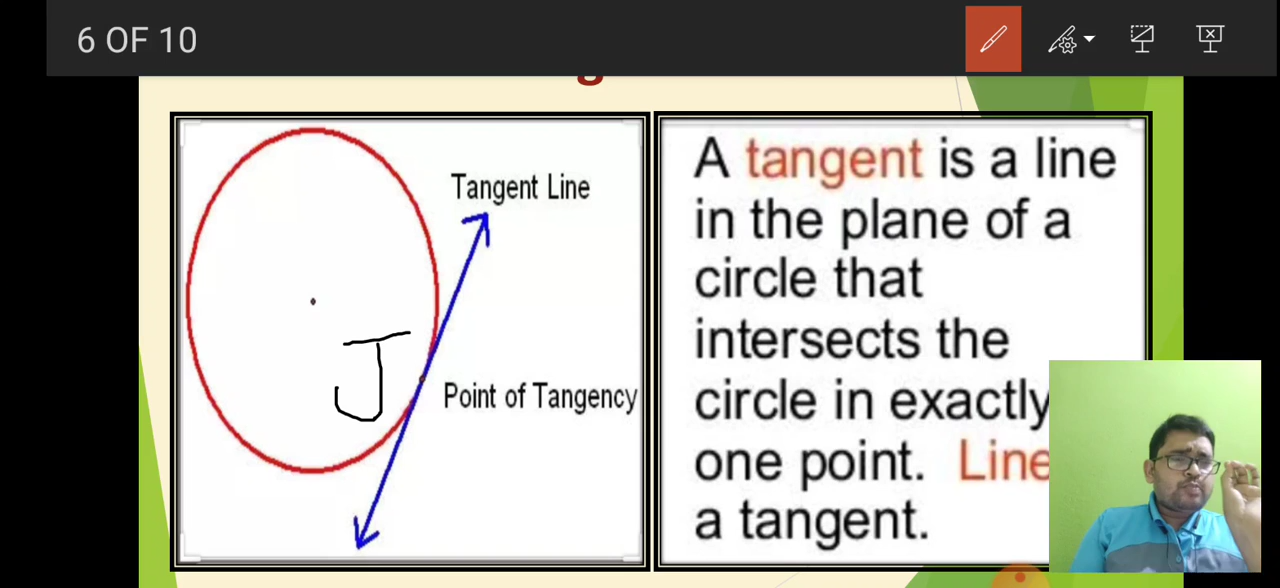 6 OF 10
Tangent Line
J
Point of Tangency
A tangent is a line
in the plane of a
circle that
intersects the
circle in exactly
one point. Line
a tangent.